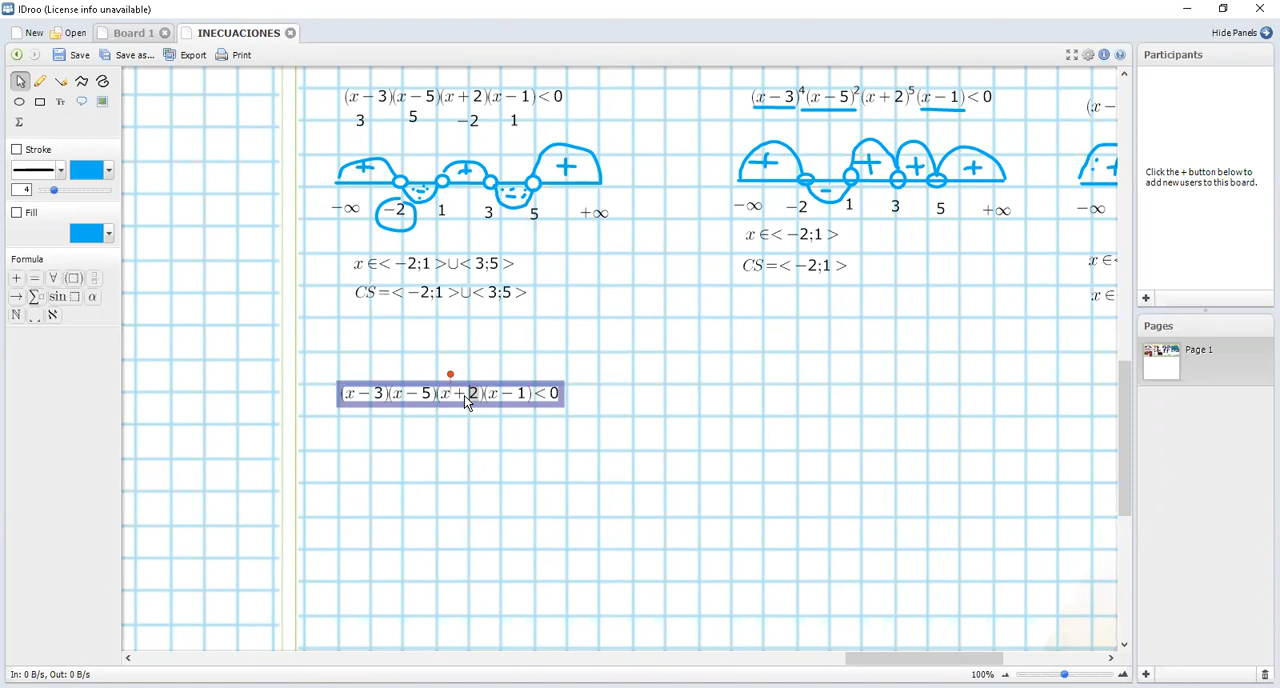 IDroo (License info unavailable)
New Open Board 1 INECUACIONES Hide Panels
Save Save as... Export Print
Participants
Click the + button below to
add new users to this board.
Pages
Page 1
Tr
Σ
Stroke
4
Fill
Formula
+ = ∀ (□)
→ Σ□ sin □ α
ℕ ℵ
(x − 3)(x − 5)(x + 2)(x − 1) < 0
3 5 −2 1
+ − + − +
−∞ −2 1 3 5 +∞
x ∈ < −2;1 > ∪ < 3;5 >
CS = < −2;1 > ∪ < 3;5 >
(x − 3)⁴(x − 5)²(x + 2)⁵(x − 1) < 0
+ − + + +
−∞ −2 1 3 5 +∞
x ∈ < −2;1 >
CS = < −2;1 >
(x −
+
−∞
x ∈ <
x ∈
(x − 3)(x − 5)(x + 2)(x − 1) < 0
In: 0 B/s, Out: 0 B/s
100%